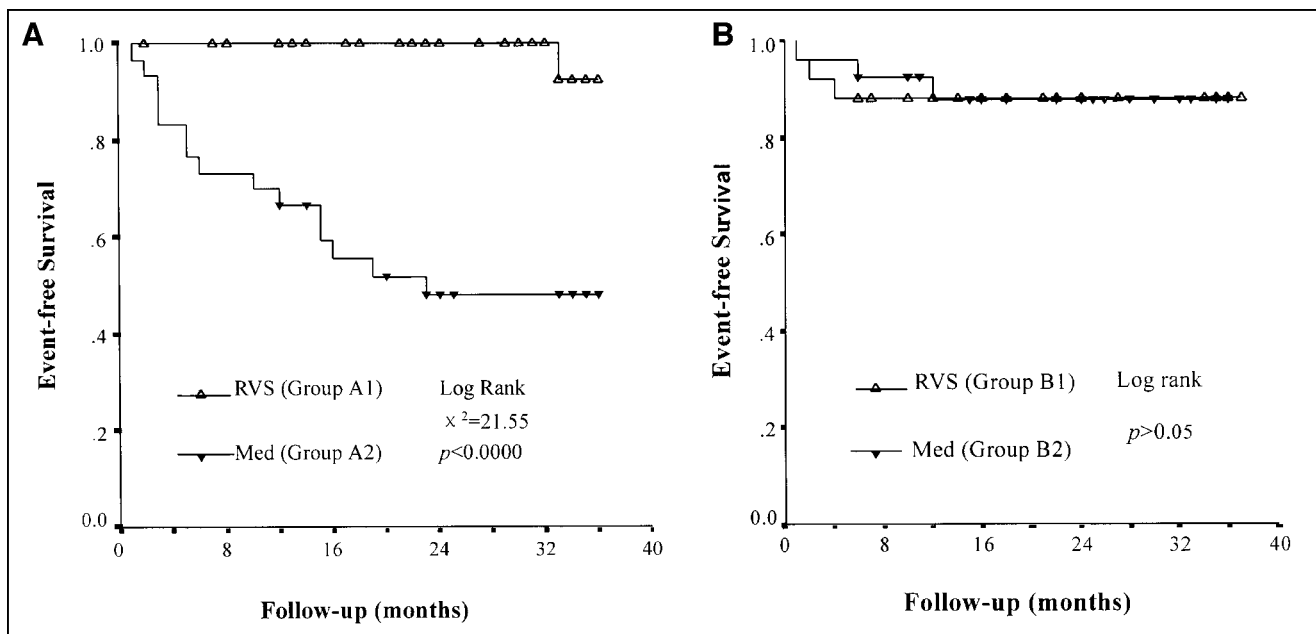 A
1.0
.8
.6
.4
.2
0.0
Event-free Survival
RVS (Group A1) Log Rank
x ²=21.55
Med (Group A2) p<0.0000
0 8 16 24 32 40
Follow-up (months)
B
1.0
.8
.6
.4
.2
0.0
Event-free Survival
RVS (Group B1) Log rank
p>0.05
Med (Group B2)
0 8 16 24 32 40
Follow-up (months)